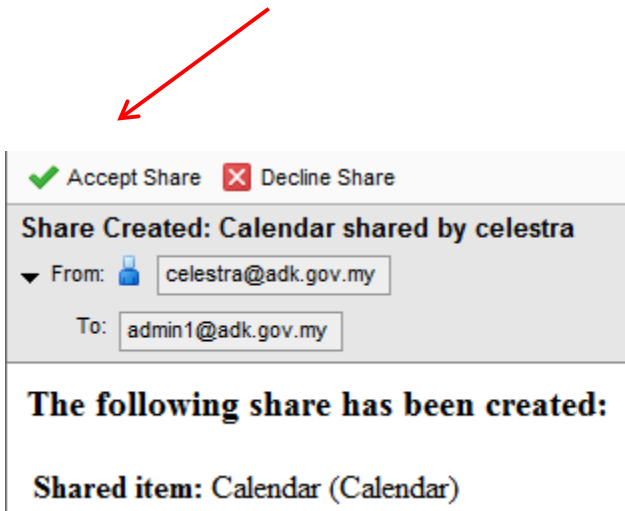 Accept Share Decline Share
Share Created: Calendar shared by celestra
From: celestra@adk.gov.my
To: admin1@adk.gov.my
The following share has been created:
Shared item: Calendar (Calendar)